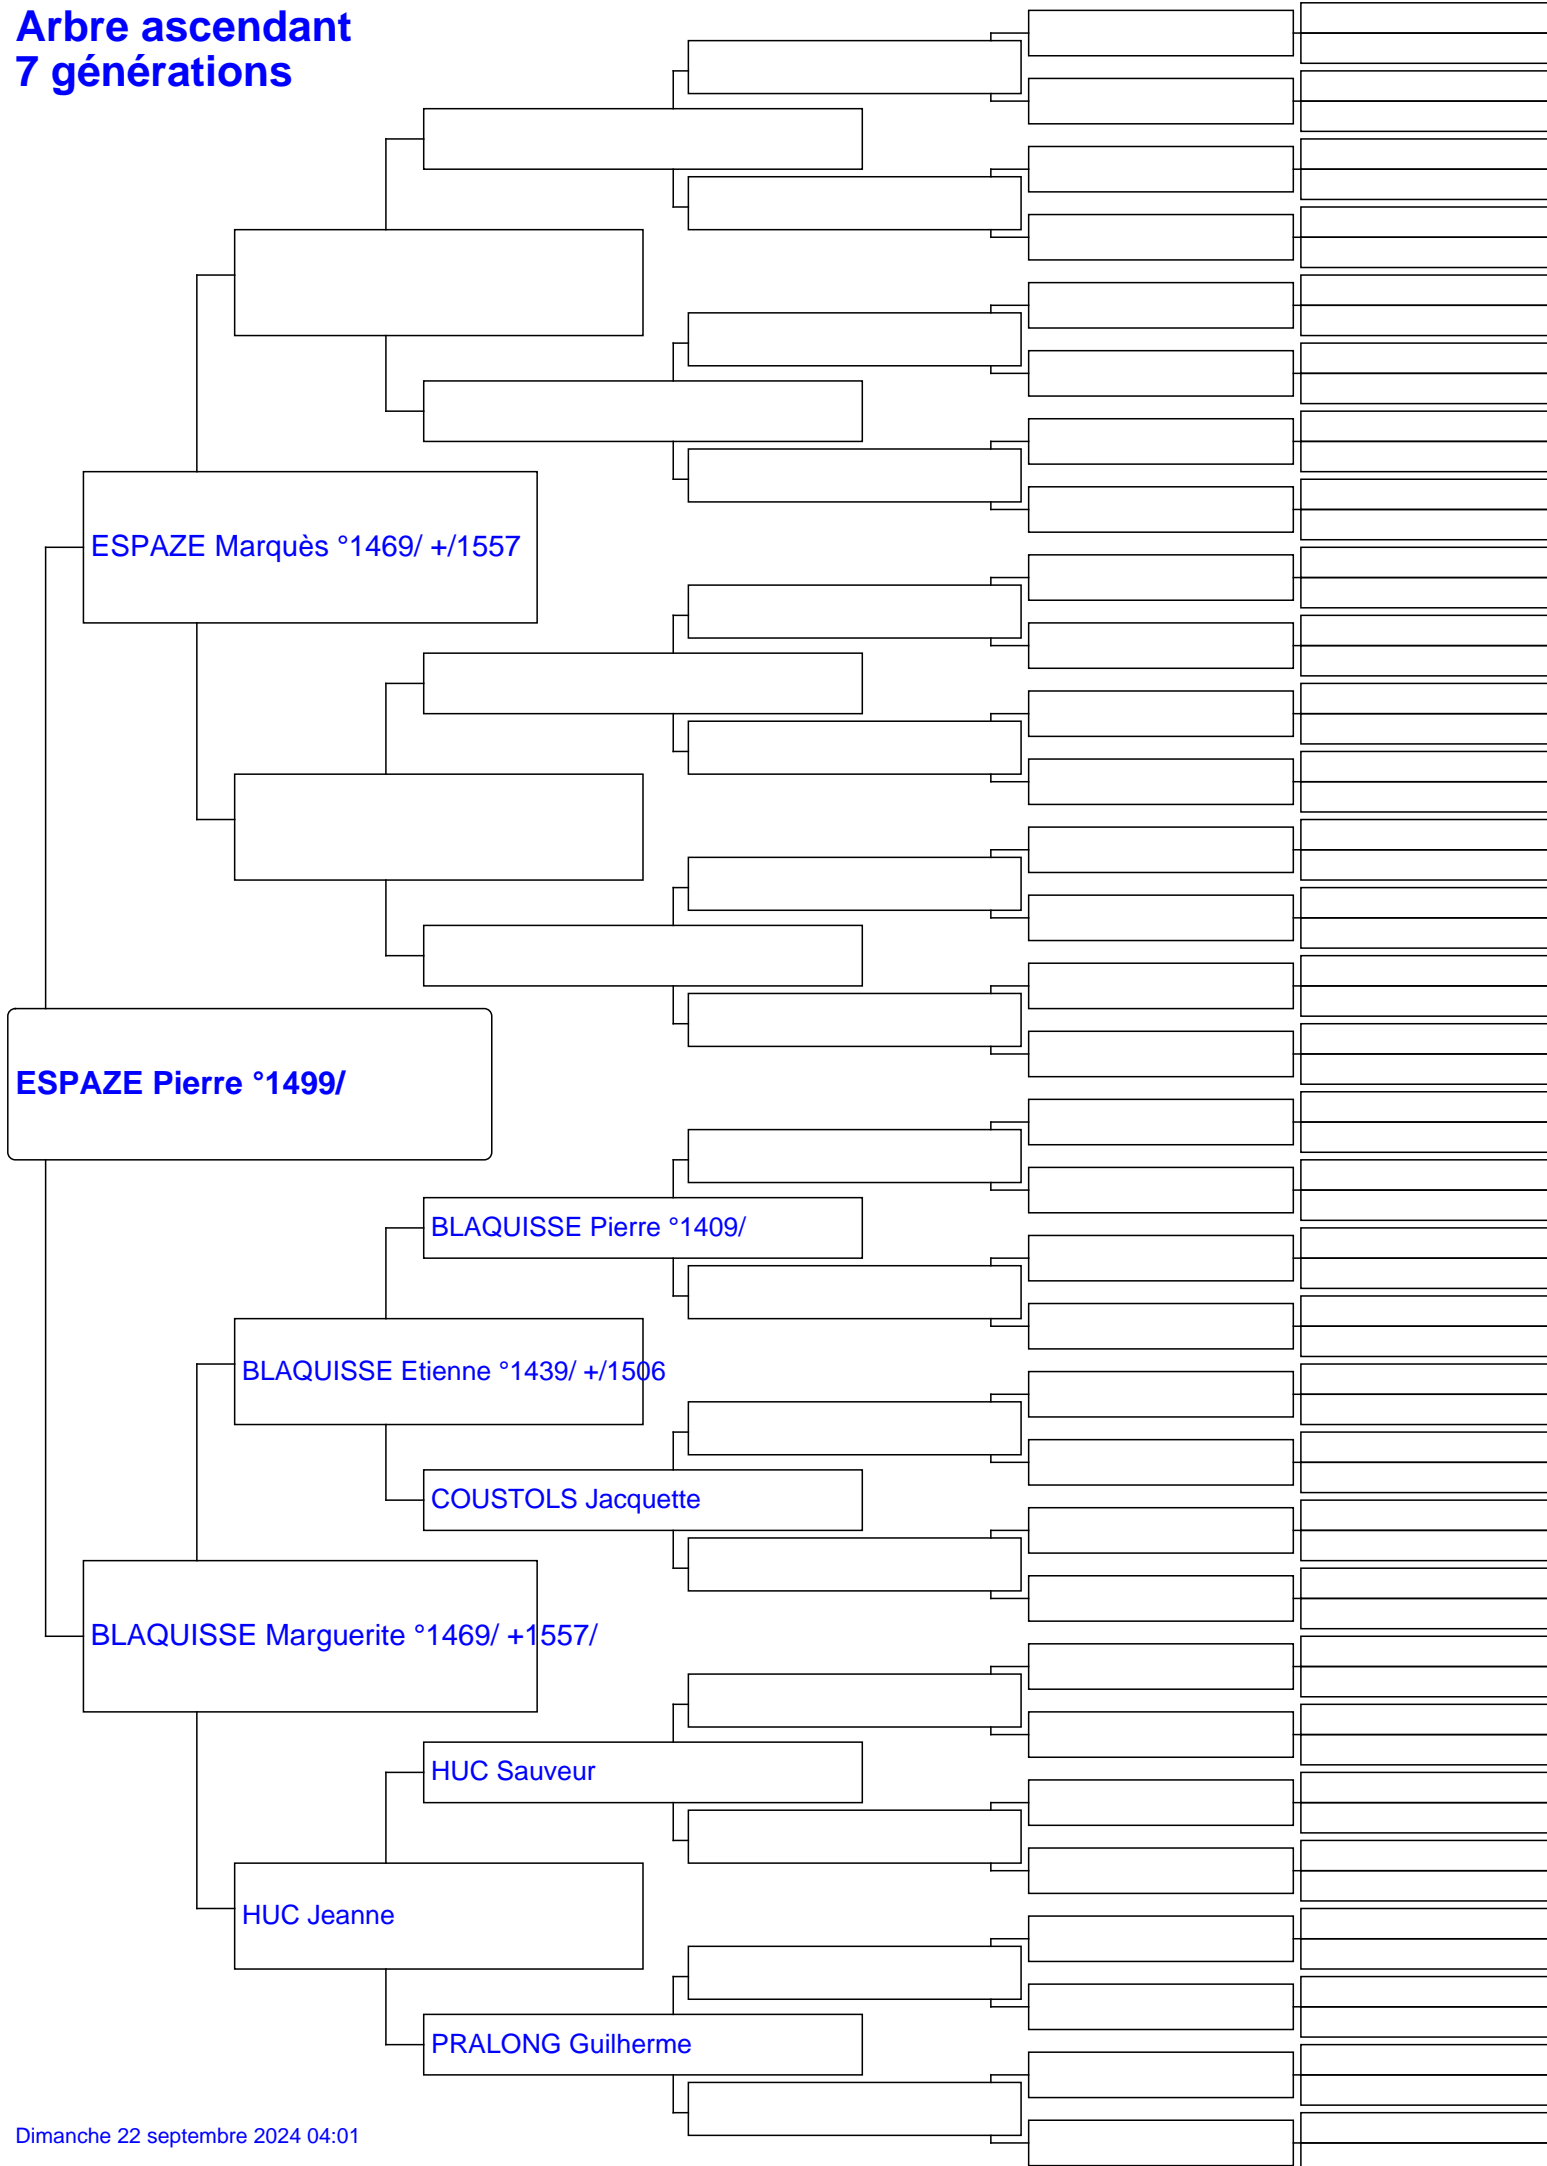 Arbre ascendant
7 générations
ESPAZE Marquès °1469/ +/1557
ESPAZE Pierre °1499/
BLAQUISSE Pierre °1409/
BLAQUISSE Etienne °1439/ +/1506
COUSTOLS Jacquette
BLAQUISSE Marguerite °1469/ +1557/
HUC Sauveur
HUC Jeanne
PRALONG Guilherme
Dimanche 22 septembre 2024 04:01